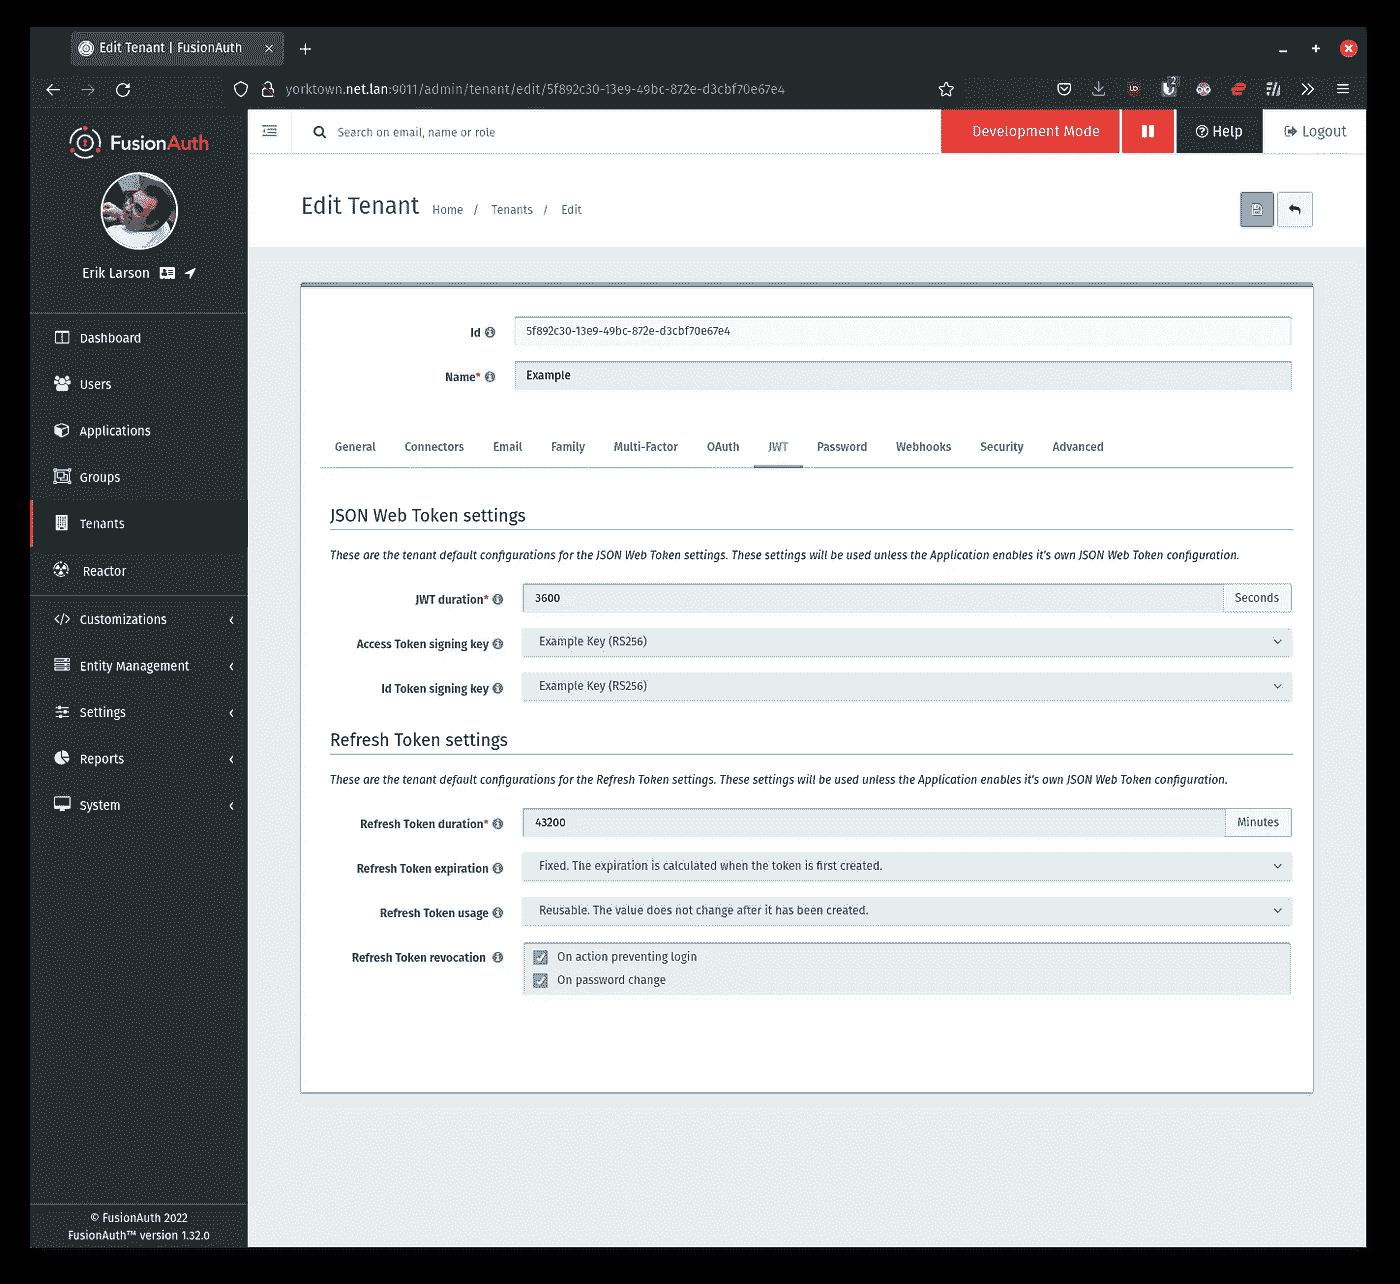 Edit Tenant | FusionAuth
yorktown.net.lan:9011/admin/tenant/edit/5f892c30-13e9-49bc-872e-d3cbf70e67e4
2
FusionAuth
Search on email, name or role
Development Mode
Help
Logout
Edit Tenant
Home / Tenants / Edit
Erik Larson
Dashboard
Users
Applications
Groups
Tenants
Reactor
Customizations
Entity Management
Settings
Reports
System
© FusionAuth 2022
FusionAuth™ version 1.32.0
Id
5f892c30-13e9-49bc-872e-d3cbf70e67e4
Name*
Example
General Connectors Email Family Multi-Factor OAuth JWT Password Webhooks Security Advanced
JSON Web Token settings
These are the tenant default configurations for the JSON Web Token settings. These settings will be used unless the Application enables it's own JSON Web Token configuration.
JWT duration* 3600 Seconds
Access Token signing key Example Key (RS256)
Id Token signing key Example Key (RS256)
Refresh Token settings
These are the tenant default configurations for the Refresh Token settings. These settings will be used unless the Application enables it's own JSON Web Token configuration.
Refresh Token duration* 43200 Minutes
Refresh Token expiration Fixed. The expiration is calculated when the token is first created.
Refresh Token usage Reusable. The value does not change after it has been created.
Refresh Token revocation On action preventing login
On password change